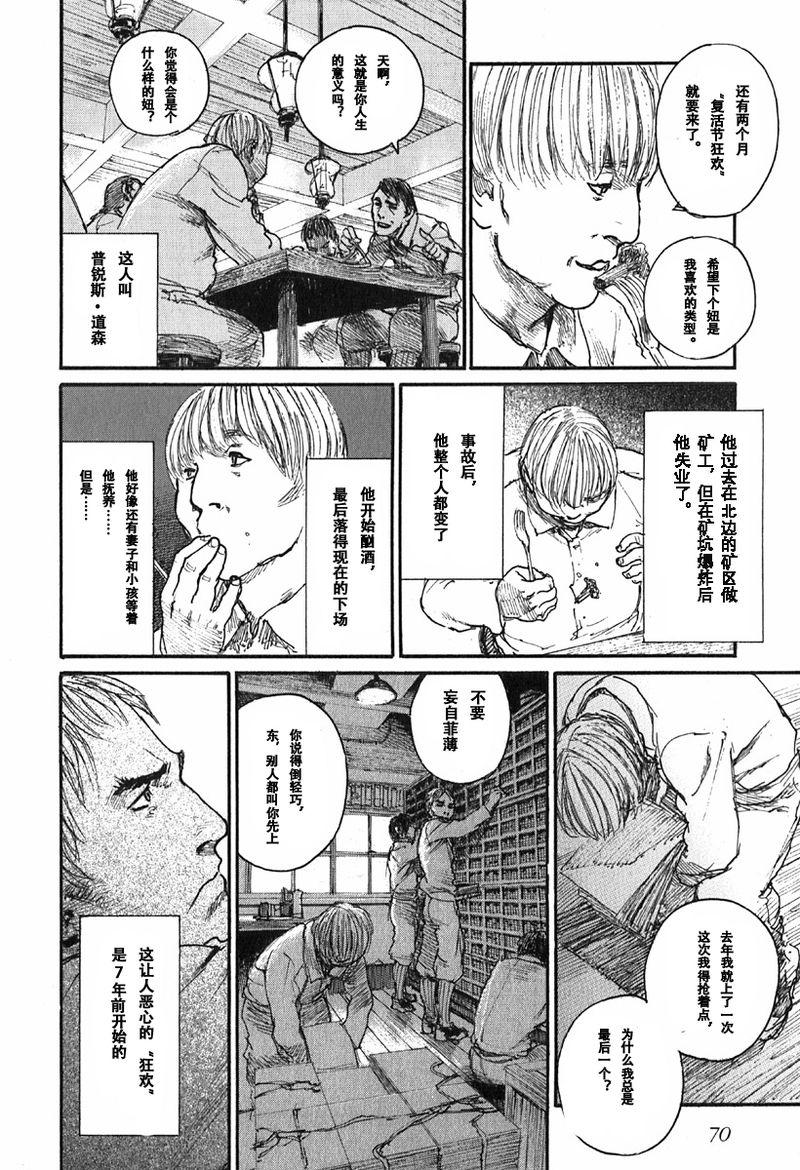 还有两个月
“复活节狂欢”
就要来了。
希望下个妞是
我喜欢的类型。
天啊，
这就是你人生
的意义吗？
你觉得会是个
什么样的妞？
这人叫
普锐斯·道森
他过去在北边的矿区做
矿工，但在矿坑爆炸后
他失业了。
事故后，
他整个人都变了
他开始酗酒，
最后落得现在的下场
他好像还有妻子和小孩等着
他抚养……
但是……
去年我就上了一次
这次我得抢着点，
为什么我总是
最后一个？
不要
妄自菲薄
你说得倒轻巧，
东，别人都叫你先上
这让人恶心的“狂欢”
是7年前开始的
70